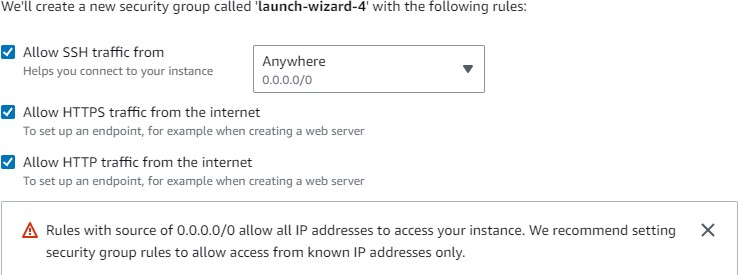 We'll create a new security group called 'launch-wizard-4' with the following rules:
Allow SSH traffic from
Helps you connect to your instance
Anywhere
0.0.0.0/0
Allow HTTPS traffic from the internet
To set up an endpoint, for example when creating a web server
Allow HTTP traffic from the internet
To set up an endpoint, for example when creating a web server
Rules with source of 0.0.0.0/0 allow all IP addresses to access your instance. We recommend setting
security group rules to allow access from known IP addresses only.